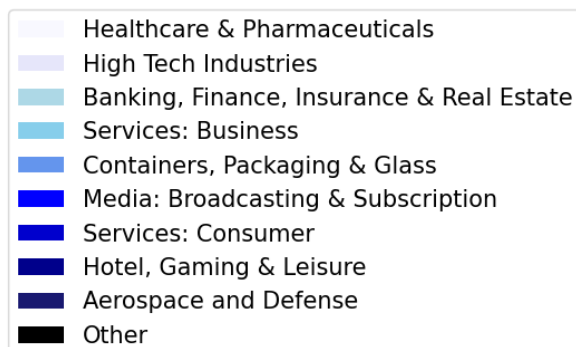 Healthcare & Pharmaceuticals
High Tech Industries
Banking, Finance, Insurance & Real Estate
Services: Business
Containers, Packaging & Glass
Media: Broadcasting & Subscription
Services: Consumer
Hotel, Gaming & Leisure
Aerospace and Defense
Other